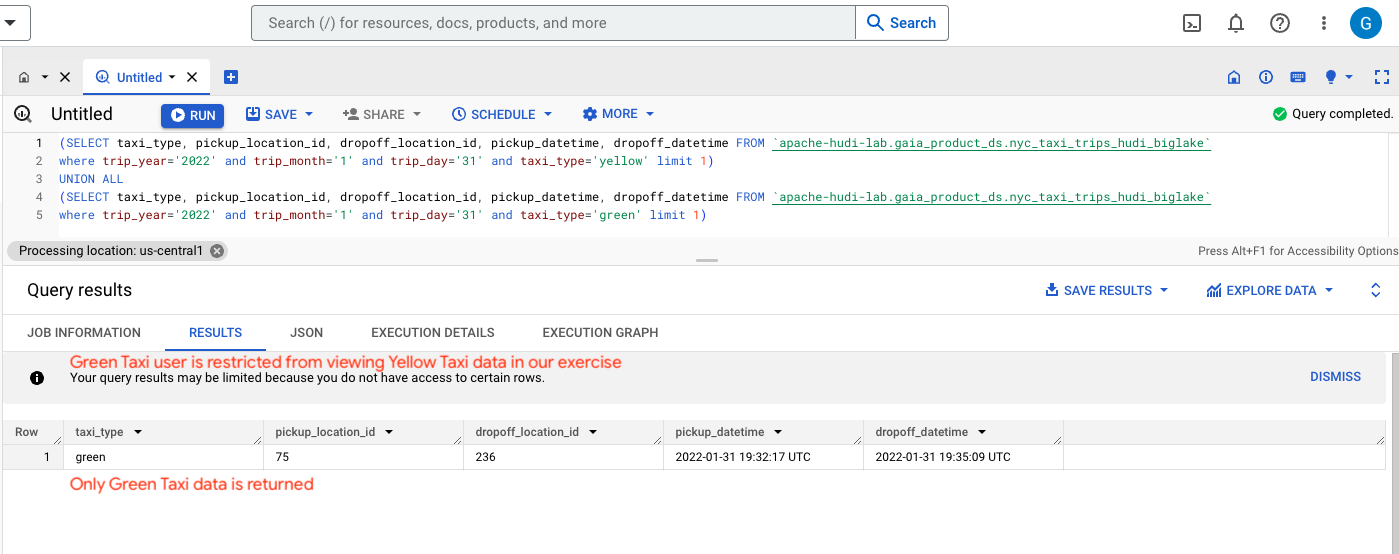 Search (/) for resources, docs, products, and more
Search
G
Untitled
Untitled
RUN
SAVE
SHARE
SCHEDULE
MORE
Query completed.
1 (SELECT taxi_type, pickup_location_id, dropoff_location_id, pickup_datetime, dropoff_datetime FROM `apache-hudi-lab.gaia_product_ds.nyc_taxi_trips_hudi_biglake`
2 where trip_year='2022' and trip_month='1' and trip_day='31' and taxi_type='yellow' limit 1)
3 UNION ALL
4 (SELECT taxi_type, pickup_location_id, dropoff_location_id, pickup_datetime, dropoff_datetime FROM `apache-hudi-lab.gaia_product_ds.nyc_taxi_trips_hudi_biglake`
5 where trip_year='2022' and trip_month='1' and trip_day='31' and taxi_type='green' limit 1)
Processing location: us-central1
Press Alt+F1 for Accessibility Options
Query results
SAVE RESULTS
EXPLORE DATA
JOB INFORMATION RESULTS JSON EXECUTION DETAILS EXECUTION GRAPH
Green Taxi user is restricted from viewing Yellow Taxi data in our exercise
Your query results may be limited because you do not have access to certain rows.
DISMISS
Row taxi_type pickup_location_id dropoff_location_id pickup_datetime dropoff_datetime
1 green 75 236 2022-01-31 19:32:17 UTC 2022-01-31 19:35:09 UTC
Only Green Taxi data is returned